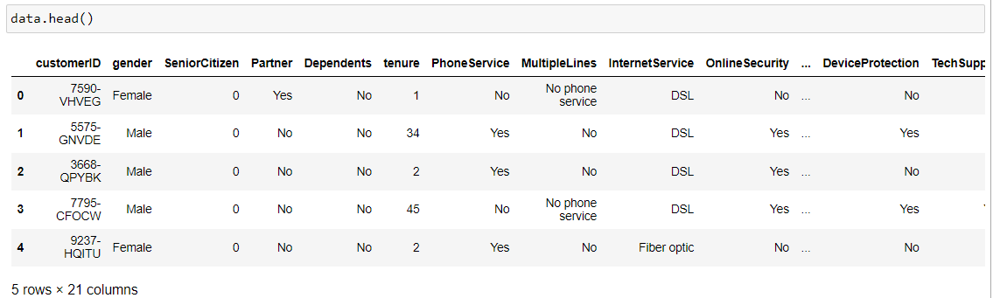 data.head()
customerID gender SeniorCitizen Partner Dependents tenure PhoneService MultipleLines InternetService OnlineSecurity ... DeviceProtection TechSupp
0 7590-VHVEG Female 0 Yes No 1 No No phone service DSL No ... No
1 5575-GNVDE Male 0 No No 34 Yes No DSL Yes ... Yes
2 3668-QPYBK Male 0 No No 2 Yes No DSL Yes ... No
3 7795-CFOCW Male 0 No No 45 No No phone service DSL Yes ... Yes
4 9237-HQITU Female 0 No No 2 Yes No Fiber optic No ... No
5 rows × 21 columns